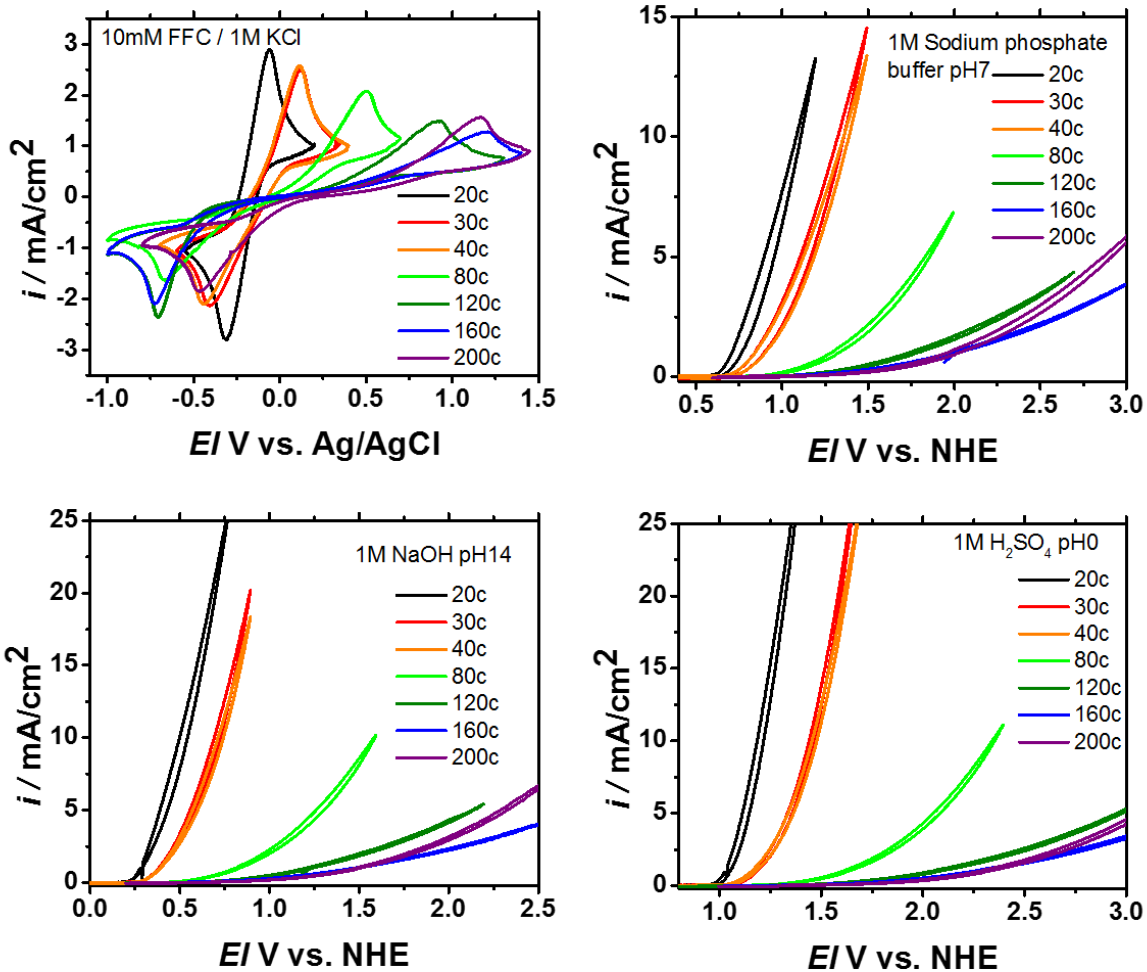 10mM FFC / 1M KCl
3
2
1
0
-1
-2
-3
i / mA/cm2
20c
30c
40c
80c
120c
160c
200c
-1.0 -0.5 0.0 0.5 1.0 1.5
E/ V vs. Ag/AgCl
1M Sodium phosphate
buffer pH7
15
10
5
0
i / mA/cm2
20c
30c
40c
80c
120c
160c
200c
0.5 1.0 1.5 2.0 2.5 3.0
E/ V vs. NHE
1M NaOH pH14
25
20
15
10
5
0
i / mA/cm2
20c
30c
40c
80c
120c
160c
200c
0.0 0.5 1.0 1.5 2.0 2.5
E/ V vs. NHE
1M H2SO4 pH0
25
20
15
10
5
0
i / mA/cm2
20c
30c
40c
80c
120c
160c
200c
1.0 1.5 2.0 2.5 3.0
E/ V vs. NHE